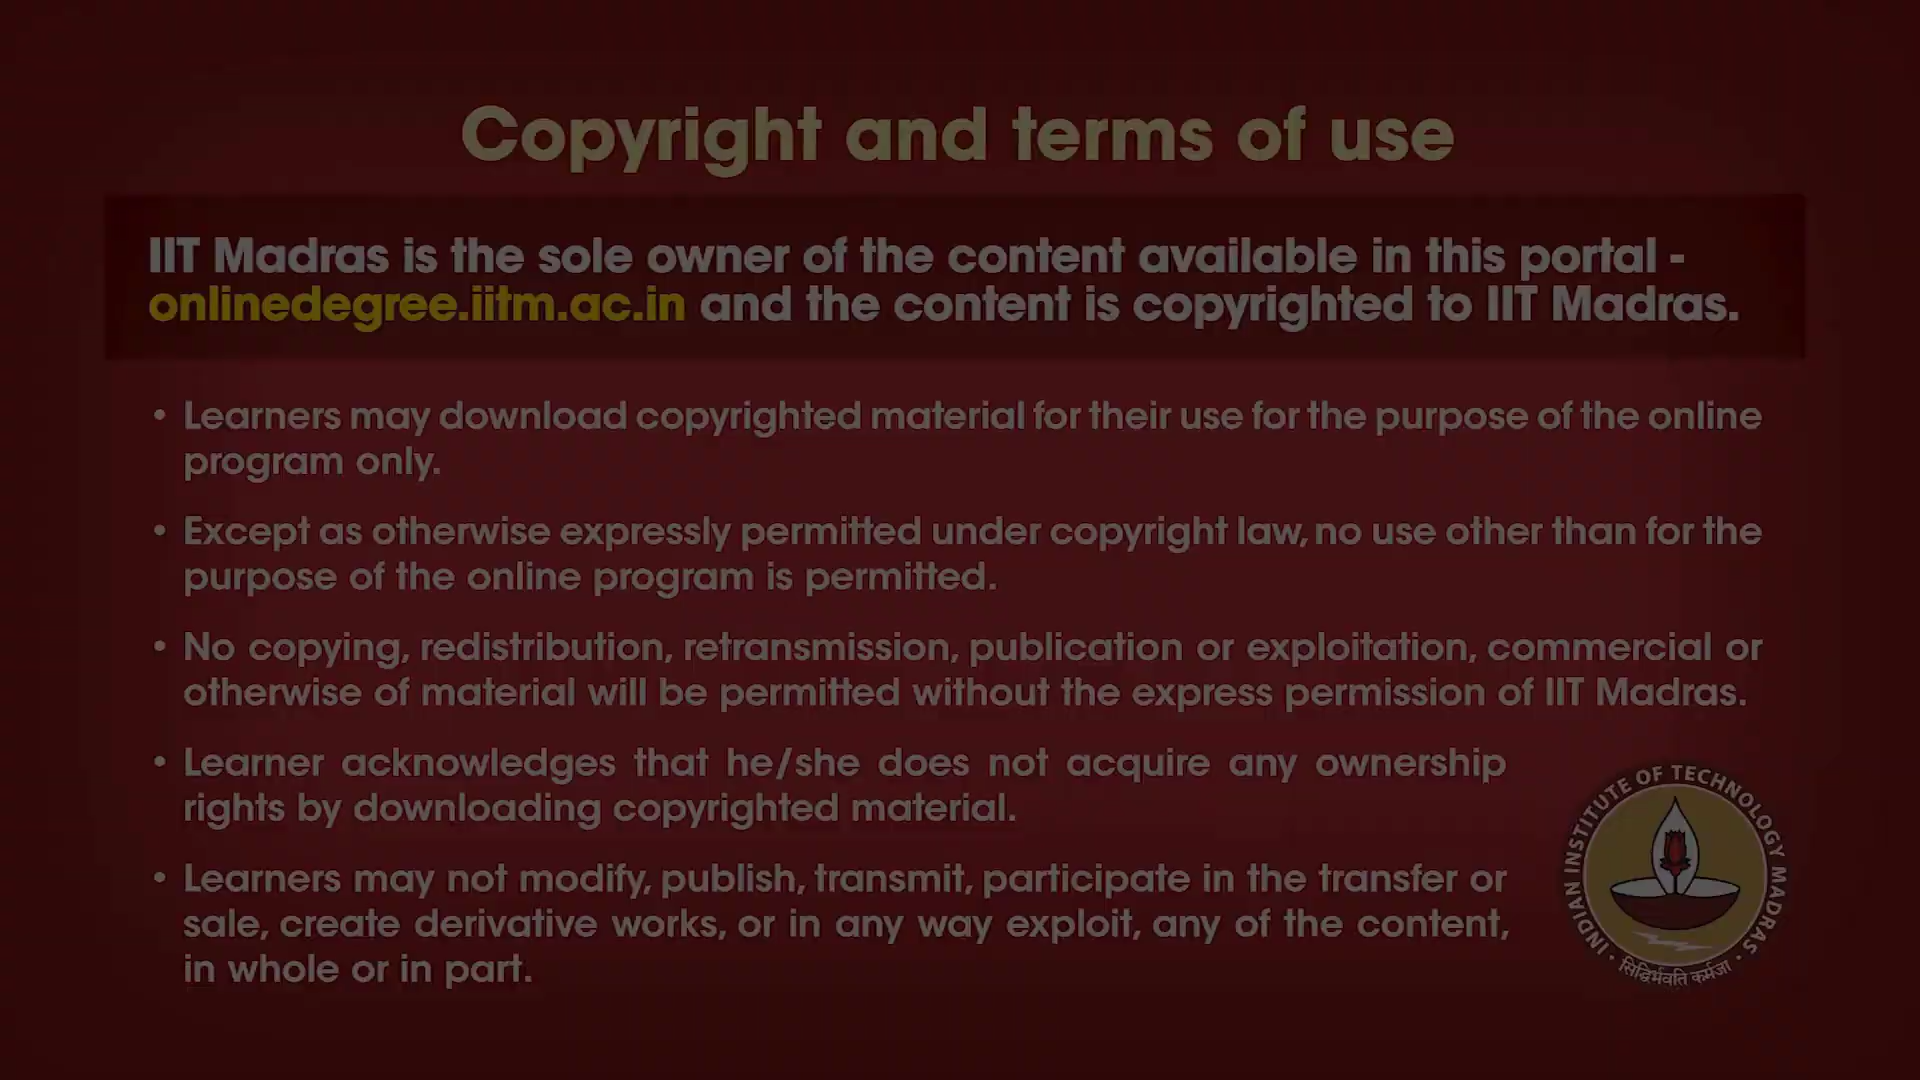 Copyright and terms of use
IIT Madras is the sole owner of the content available in this portal -
onlinedegree.iitm.ac.in and the content is copyrighted to IIT Madras.
• Learners may download copyrighted material for their use for the purpose of the online
program only.
• Except as otherwise expressly permitted under copyright law, no use other than for the
purpose of the online program is permitted.
• No copying, redistribution, retransmission, publication or exploitation, commercial or
otherwise of material will be permitted without the express permission of IIT Madras.
• Learner acknowledges that he/she does not acquire any ownership
rights by downloading copyrighted material.
• Learners may not modify, publish, transmit, participate in the transfer or
sale, create derivative works, or in any way exploit, any of the content,
in whole or in part.
INDIAN INSTITUTE OF TECHNOLOGY MADRAS
सिद्धिर्भवति कर्मजा